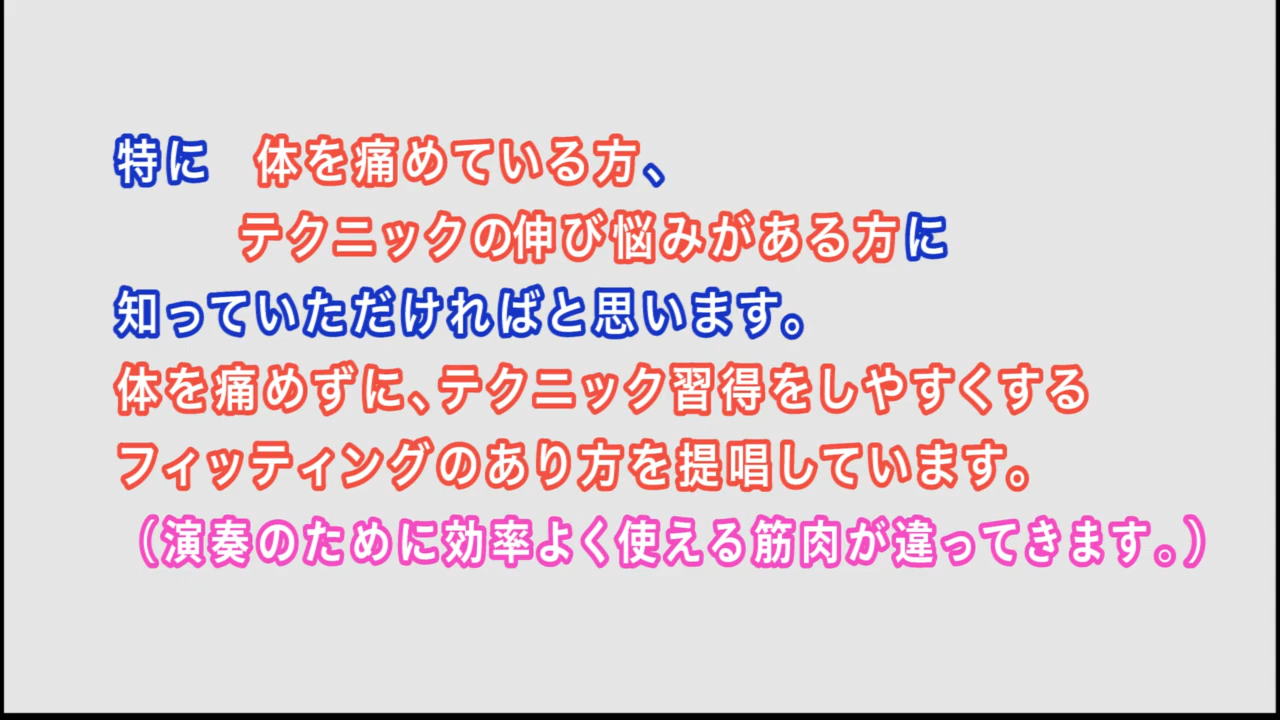 特に　体を痛めている方、
テクニックの伸び悩みがある方に
知っていただければと思います。
体を痛めずに、テクニック習得をしやすくする
フィッティングのあり方を提唱しています。
（演奏のために効率よく使える筋肉が違ってきます。）